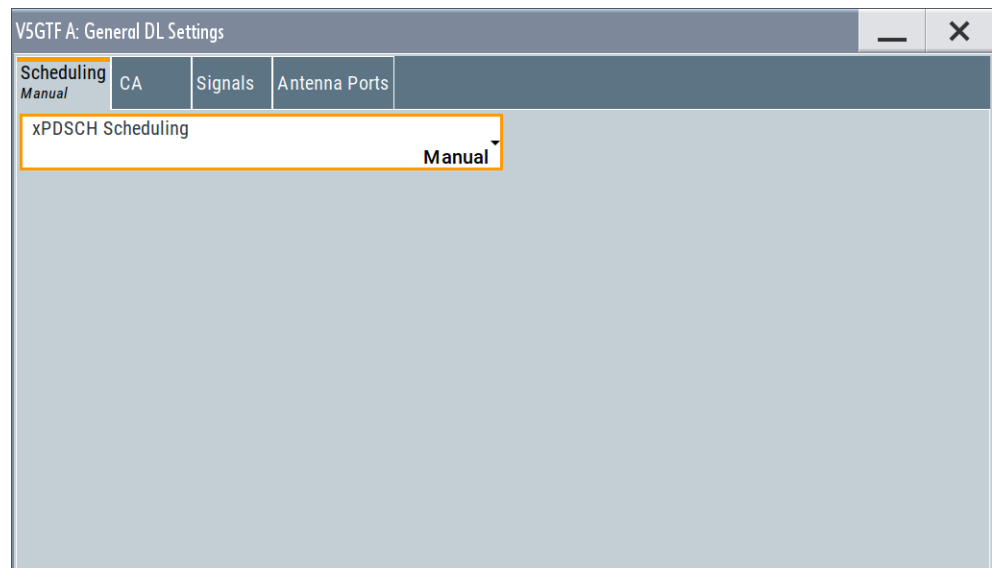 V5GTF A: General DL Settings
Scheduling
Manual
CA
Signals
Antenna Ports
xPDSCH Scheduling
Manual